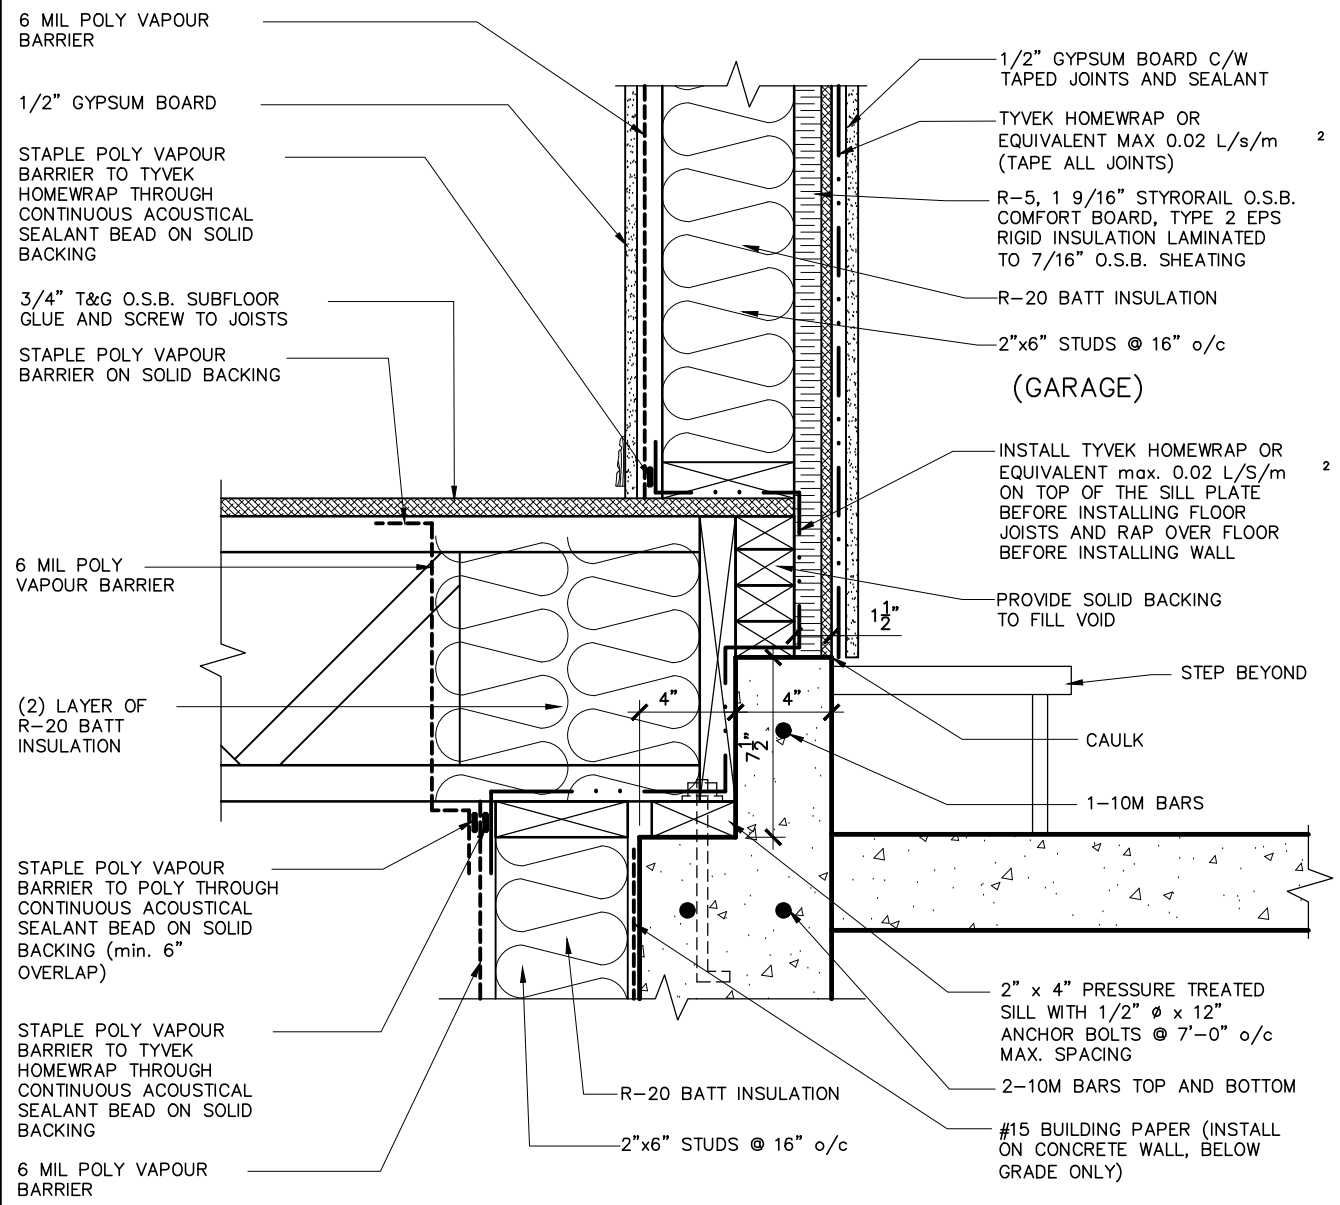 6 MIL POLY VAPOUR
BARRIER
1/2" GYPSUM BOARD
STAPLE POLY VAPOUR
BARRIER TO TYVEK
HOMEWRAP THROUGH
CONTINUOUS ACOUSTICAL
SEALANT BEAD ON SOLID
BACKING
3/4" T&G O.S.B. SUBFLOOR
GLUE AND SCREW TO JOISTS
STAPLE POLY VAPOUR
BARRIER ON SOLID BACKING
6 MIL POLY
VAPOUR BARRIER
(2) LAYER OF
R-20 BATT
INSULATION
STAPLE POLY VAPOUR
BARRIER TO POLY THROUGH
CONTINUOUS ACOUSTICAL
SEALANT BEAD ON SOLID
BACKING (min. 6"
OVERLAP)
STAPLE POLY VAPOUR
BARRIER TO TYVEK
HOMEWRAP THROUGH
CONTINUOUS ACOUSTICAL
SEALANT BEAD ON SOLID
BACKING
6 MIL POLY VAPOUR
BARRIER
4"
4"
7 1/2"
1 1/2"
R-20 BATT INSULATION
2"x6" STUDS @ 16" o/c
1/2" GYPSUM BOARD C/W
TAPED JOINTS AND SEALANT
TYVEK HOMEWRAP OR
EQUIVALENT MAX 0.02 L/s/m 2
(TAPE ALL JOINTS)
R-5, 1 9/16" STYRORAIL O.S.B.
COMFORT BOARD, TYPE 2 EPS
RIGID INSULATION LAMINATED
TO 7/16" O.S.B. SHEATING
R-20 BATT INSULATION
2"x6" STUDS @ 16" o/c
(GARAGE)
INSTALL TYVEK HOMEWRAP OR
EQUIVALENT max. 0.02 L/S/m 2
ON TOP OF THE SILL PLATE
BEFORE INSTALLING FLOOR
JOISTS AND RAP OVER FLOOR
BEFORE INSTALLING WALL
PROVIDE SOLID BACKING
TO FILL VOID
STEP BEYOND
CAULK
1-10M BARS
2" x 4" PRESSURE TREATED
SILL WITH 1/2" ø x 12"
ANCHOR BOLTS @ 7'-0" o/c
MAX. SPACING
2-10M BARS TOP AND BOTTOM
#15 BUILDING PAPER (INSTALL
ON CONCRETE WALL, BELOW
GRADE ONLY)